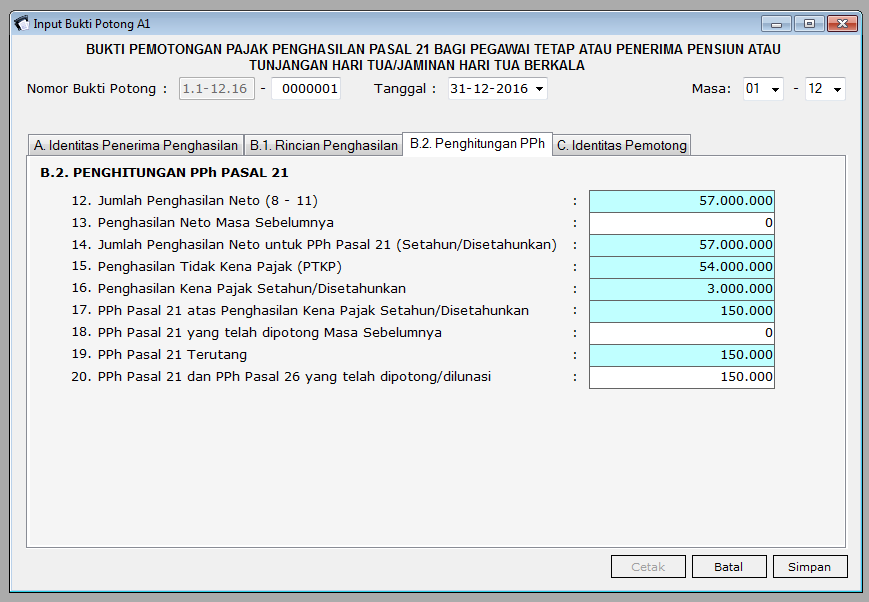 Input Bukti Potong A1
BUKTI PEMOTONGAN PAJAK PENGHASILAN PASAL 21 BAGI PEGAWAI TETAP ATAU PENERIMA PENSIUN ATAU
TUNJANGAN HARI TUA/JAMINAN HARI TUA BERKALA
Nomor Bukti Potong : 1.1-12.16 - 0000001 Tanggal : 31-12-2016 Masa: 01 - 12
A. Identitas Penerima Penghasilan B.1. Rincian Penghasilan B.2. Penghitungan PPh C. Identitas Pemotong
B.2. PENGHITUNGAN PPh PASAL 21
12. Jumlah Penghasilan Neto (8 - 11) : 57.000.000
13. Penghasilan Neto Masa Sebelumnya : 0
14. Jumlah Penghasilan Neto untuk PPh Pasal 21 (Setahun/Disetahunkan) : 57.000.000
15. Penghasilan Tidak Kena Pajak (PTKP) : 54.000.000
16. Penghasilan Kena Pajak Setahun/Disetahunkan : 3.000.000
17. PPh Pasal 21 atas Penghasilan Kena Pajak Setahun/Disetahunkan : 150.000
18. PPh Pasal 21 yang telah dipotong Masa Sebelumnya : 0
19. PPh Pasal 21 Terutang : 150.000
20. PPh Pasal 21 dan PPh Pasal 26 yang telah dipotong/dilunasi : 150.000
Cetak Batal Simpan